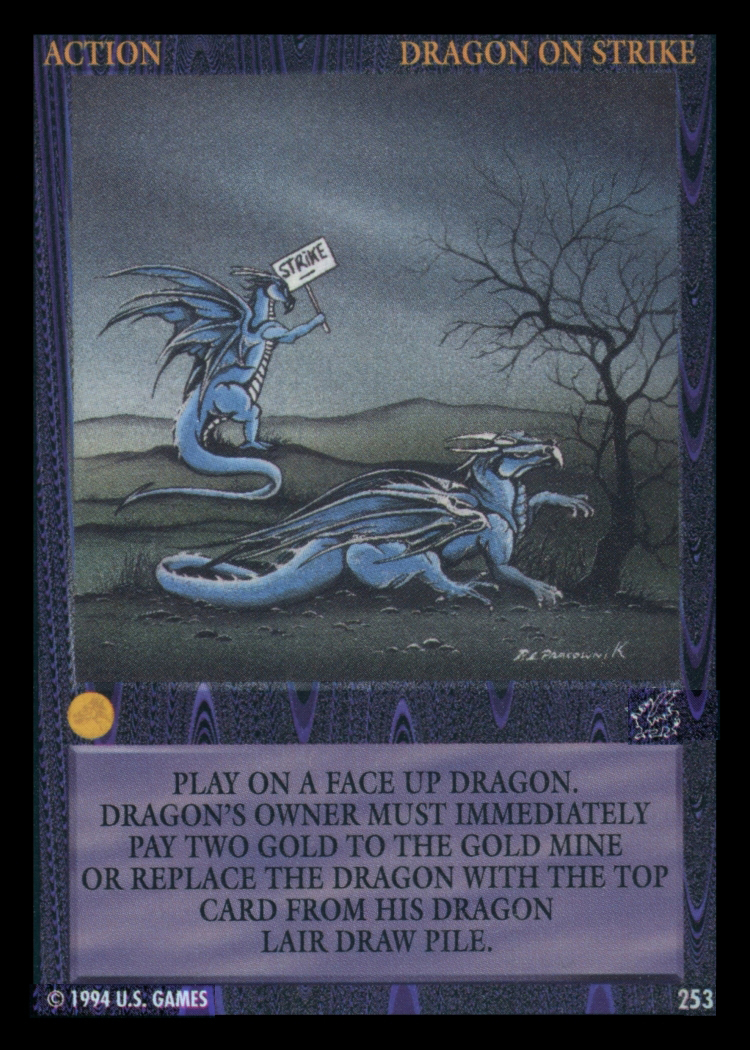 ACTION
DRAGON ON STRIKE
STRIKE
PLAY ON A FACE UP DRAGON.
DRAGON'S OWNER MUST IMMEDIATELY
PAY TWO GOLD TO THE GOLD MINE
OR REPLACE THE DRAGON WITH THE TOP
CARD FROM HIS DRAGON
LAIR DRAW PILE.
© 1994 U.S. GAMES
253